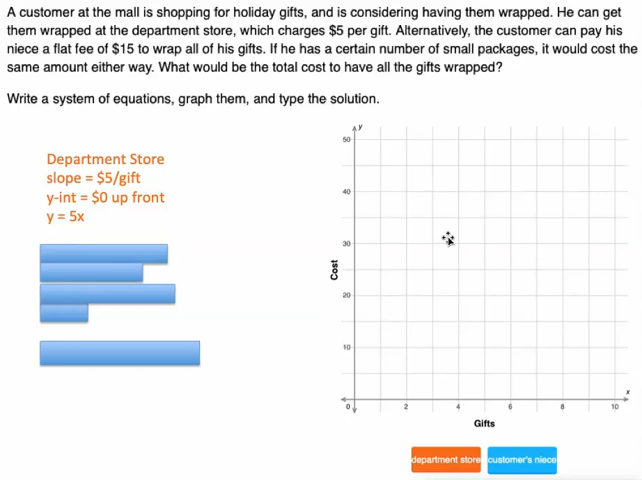 A customer at the mall is shopping for holiday gifts, and is considering having them wrapped. He can get
them wrapped at the department store, which charges $5 per gift. Alternatively, the customer can pay his
niece a flat fee of $15 to wrap all of his gifts. If he has a certain number of small packages, it would cost the
same amount either way. What would be the total cost to have all the gifts wrapped?
Write a system of equations, graph them, and type the solution.
Department Store
slope = $5/gift
y-int = $0 up front
y = 5x
y
50
40
30
20
10
Cost
x
0 2 4 6 8 10
Gifts
department store
customer's niece